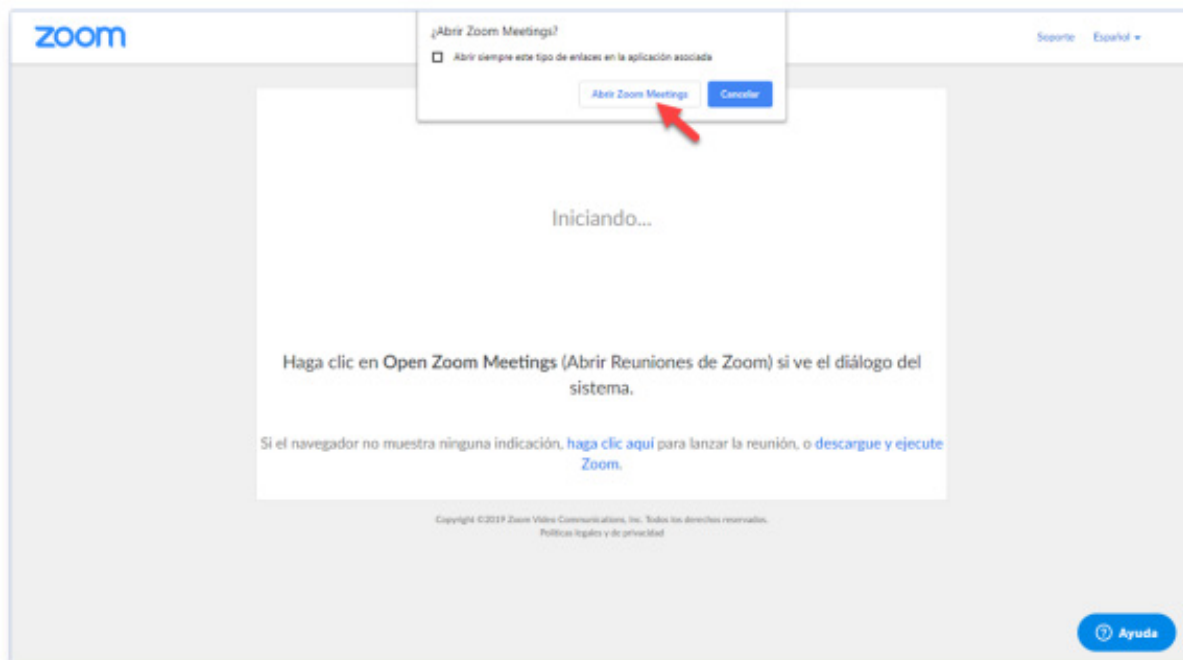 zoom
¿Abrir Zoom Meetings?
Abrir siempre este tipo de enlaces en la aplicación asociada
Abrir Zoom Meetings
Cancelar
Soporte Español
Iniciando...
Haga clic en Open Zoom Meetings (Abrir Reuniones de Zoom) si ve el diálogo del
sistema.
Si el navegador no muestra ninguna indicación, haga clic aquí para lanzar la reunión, o descargue y ejecute
Zoom.
Copyright ©2019 Zoom Video Communications, Inc. Todos los derechos reservados.
Políticas legales y de privacidad
Ayuda